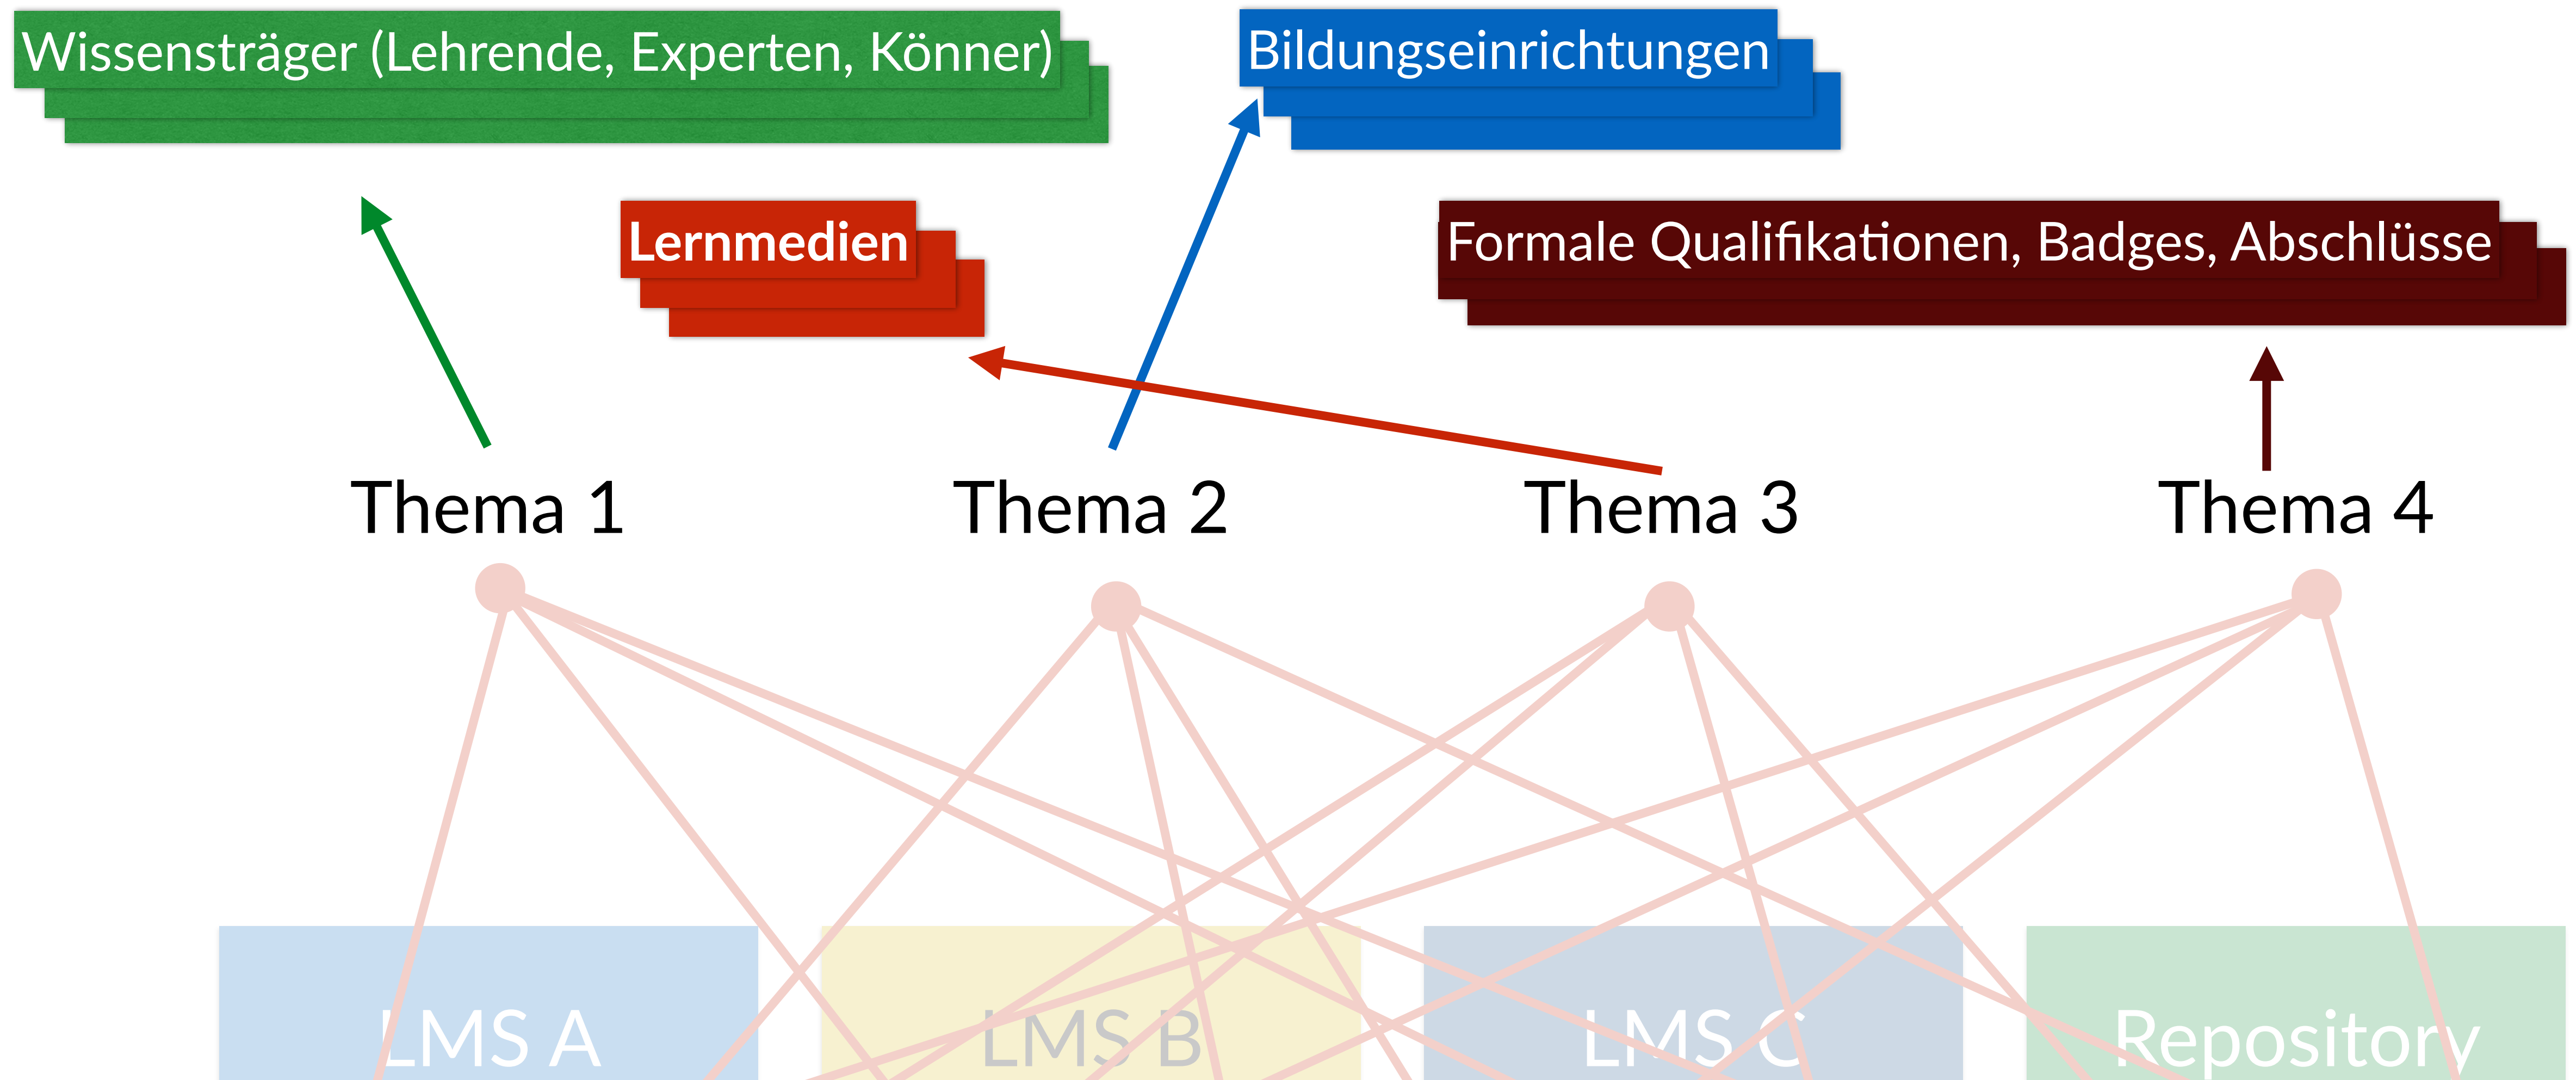 Wissensträger (Lehrende, Experten, Könner)
Bildungseinrichtungen
Lernmedien
Formale Qualifikationen, Badges, Abschlüsse
Thema 1
Thema 2
Thema 3
Thema 4
LMS A
LMS B
LMS C
Repository